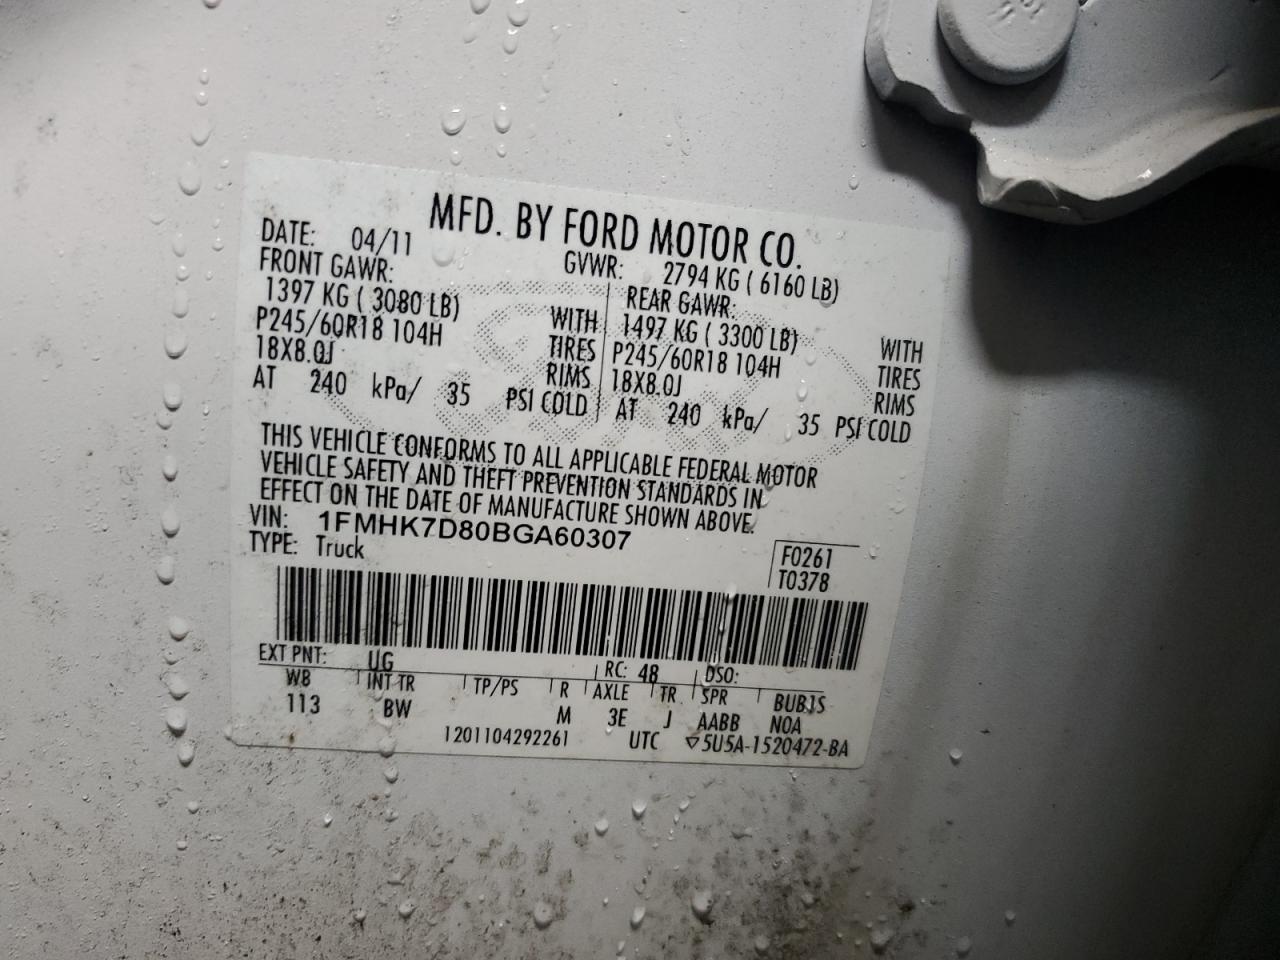 MFD. BY FORD MOTOR CO.
DATE: 04/11 GVWR: 2794 KG ( 6160 LB)
FRONT GAWR: REAR GAWR:
1397 KG ( 3080 LB) WITH 1497 KG ( 3300 LB) WITH
P245/60R18 104H TIRES P245/60R18 104H TIRES
18X8.0J RIMS 18X8.0J RIMS
AT 240 kPa/ 35 PSI COLD AT 240 kPa/ 35 PSI COLD
THIS VEHICLE CONFORMS TO ALL APPLICABLE FEDERAL MOTOR
VEHICLE SAFETY AND THEFT PREVENTION STANDARDS IN
EFFECT ON THE DATE OF MANUFACTURE SHOWN ABOVE.
VIN: 1FMHK7D80BGA60307
TYPE: Truck
F0261
T0378
EXT PNT: UG RC: 48 DSO:
WB INT TR TP/PS R AXLE TR SPR
113 BW M 3E J AABB NOA
1201104292261 UTC ▽5U5A-1520472-BA